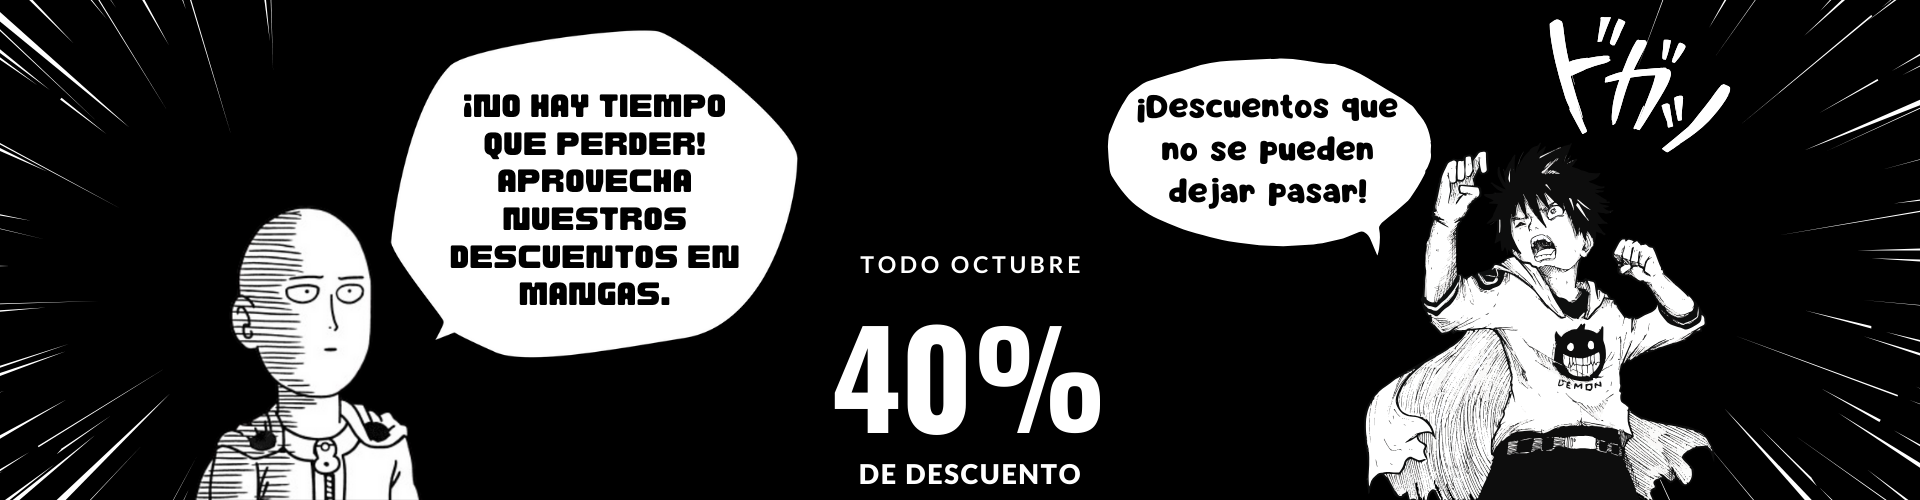 ¡NO HAY TIEMPO
QUE PERDER!
APROVECHA
NUESTROS
DESCUENTOS EN
MANGAS.
TODO OCTUBRE
40%
DE DESCUENTO
¡Descuentos que
no se pueden
dejar pasar!
ドガッ
DEMON